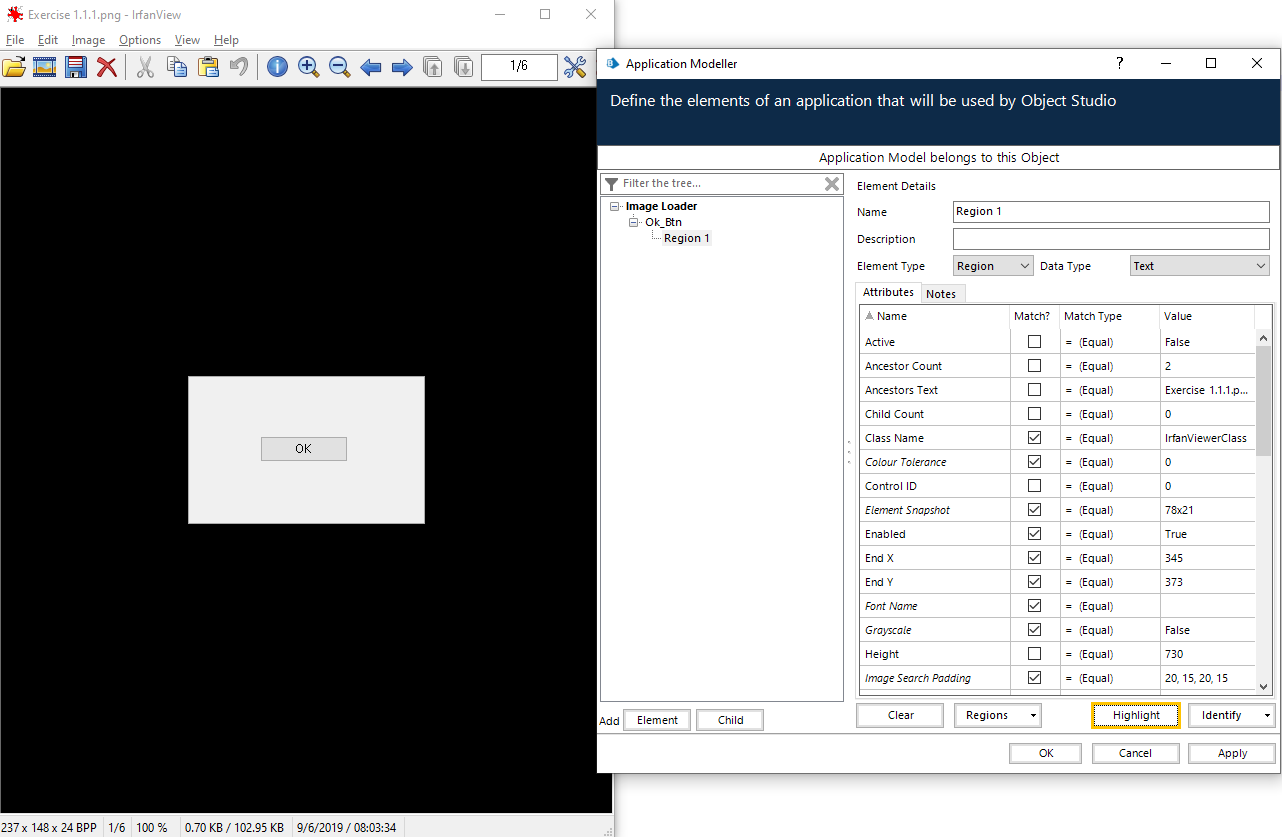 Exercise 1.1.1.png - IrfanView
File Edit Image Options View Help
1/6
OK
237 x 148 x 24 BPP 1/6 100 % 0.70 KB / 102.95 KB 9/6/2019 / 08:03:34
Application Modeller ?
Define the elements of an application that will be used by Object Studio
Application Model belongs to this Object
Filter the tree...
Image Loader
Ok_Btn
Region 1
Add Element Child
Element Details
Name Region 1
Description
Element Type Region Data Type Text
Attributes Notes
Name Match? Match Type Value
Active = (Equal) False
Ancestor Count = (Equal) 2
Ancestors Text = (Equal) Exercise 1.1.1.p...
Child Count = (Equal) 0
Class Name = (Equal) IrfanViewerClass
Colour Tolerance = (Equal) 0
Control ID = (Equal) 0
Element Snapshot = (Equal) 78x21
Enabled = (Equal) True
End X = (Equal) 345
End Y = (Equal) 373
Font Name = (Equal)
Grayscale = (Equal) False
Height = (Equal) 730
Image Search Padding = (Equal) 20, 15, 20, 15
Clear Regions Highlight Identify
OK Cancel Apply